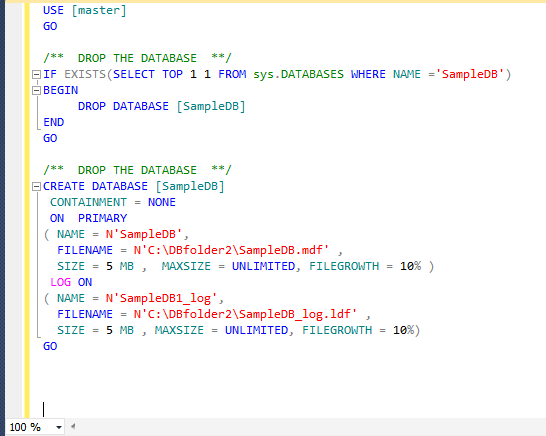 USE [master]
GO
/**  DROP THE DATABASE  **/
IF EXISTS(SELECT TOP 1 1 FROM sys.DATABASES WHERE NAME ='SampleDB')
BEGIN
DROP DATABASE [SampleDB]
END
GO
/**  DROP THE DATABASE  **/
CREATE DATABASE [SampleDB]
CONTAINMENT = NONE
ON  PRIMARY
( NAME = N'SampleDB',
FILENAME = N'C:\DBfolder2\SampleDB.mdf' ,
SIZE = 5 MB ,  MAXSIZE = UNLIMITED, FILEGROWTH = 10% )
LOG ON
( NAME = N'SampleDB1_log',
FILENAME = N'C:\DBfolder2\SampleDB_log.ldf' ,
SIZE = 5 MB , MAXSIZE = UNLIMITED, FILEGROWTH = 10%)
GO
100 %